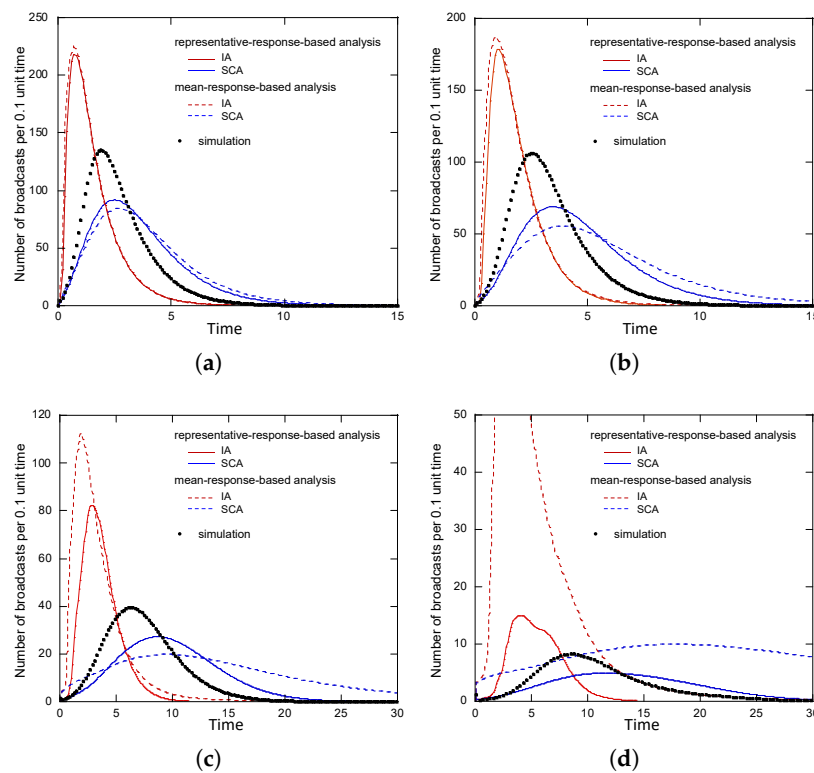 250
200
150
100
50
0
Number of broadcasts per 0.1 unit time
representative-response-based analysis
IA
SCA
mean-response-based analysis
IA
SCA
simulation
0 5 10 15
Time
(a)
200
150
100
50
0
Number of broadcasts per 0.1 unit time
representative-response-based analysis
IA
SCA
mean-response-based analysis
IA
SCA
simulation
0 5 10 15
Time
(b)
120
100
80
60
40
20
0
Number of broadcasts per 0.1 unit time
representative-response-based analysis
IA
SCA
mean-response-based analysis
IA
SCA
simulation
0 5 10 15 20 25 30
Time
(c)
50
40
30
20
10
0
Number of broadcasts per 0.1 unit time
representative-response-based analysis
IA
SCA
mean-response-based analysis
IA
SCA
simulation
0 5 10 15 20 25 30
Time
(d)